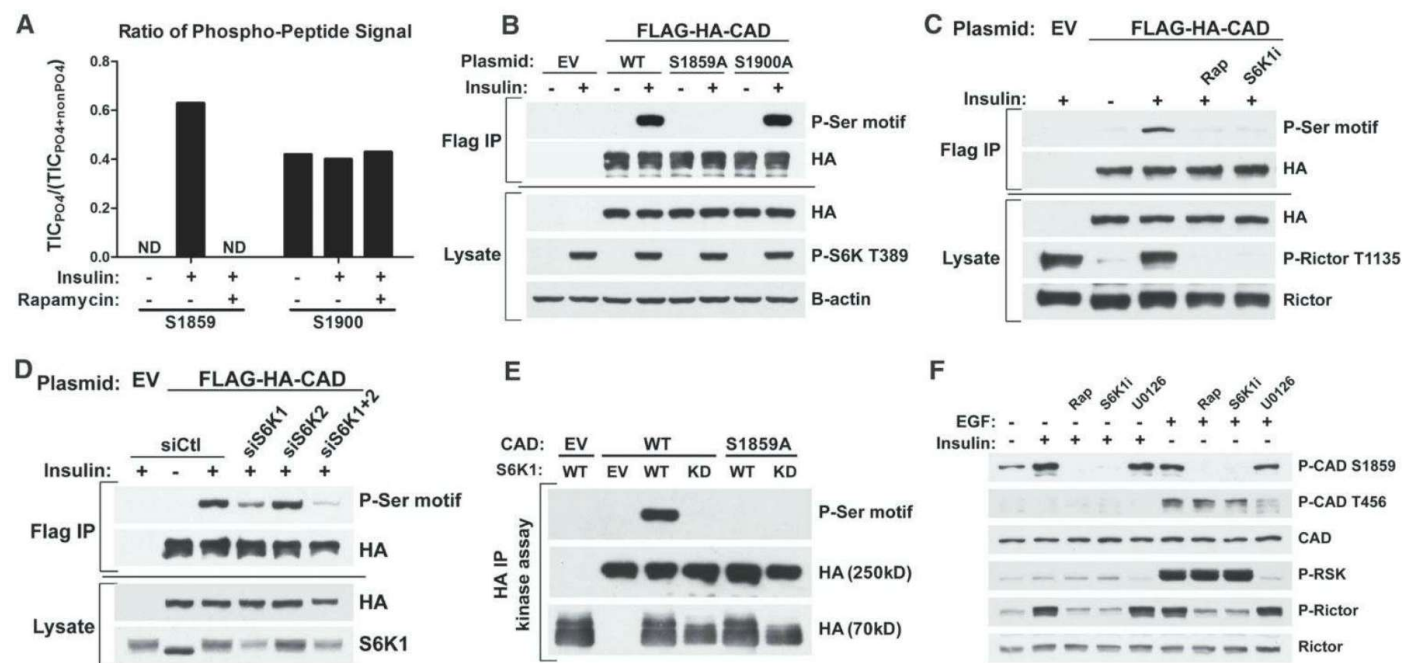 A
Ratio of Phospho-Peptide Signal
TICPO4/(TICPO4+nonPO4)
0.8
0.6
0.4
0.2
0.0
ND ND
Insulin: - + + - + +
Rapamycin: - - + - - +
S1859 S1900
B
FLAG-HA-CAD
Plasmid: EV WT S1859A S1900A
Insulin: - + - + - + - +
Flag IP
P-Ser motif
HA
Lysate
HA
P-S6K T389
B-actin
C
Plasmid: EV FLAG-HA-CAD
Rap S6K1i
Insulin: + - + + +
Flag IP
P-Ser motif
HA
Lysate
HA
P-Rictor T1135
Rictor
D
Plasmid: EV FLAG-HA-CAD
siCtl siS6K1 siS6K2 siS6K1+2
Insulin: + - + + + +
Flag IP
P-Ser motif
HA
Lysate
HA
S6K1
E
CAD: EV WT S1859A
S6K1: WT EV WT KD WT KD
HA IP
kinase assay
P-Ser motif
HA (250kD)
HA (70kD)
F
Rap S6K1i U0126 Rap S6K1i U0126
EGF: - - - - - + + + +
Insulin: - + + + + - - - -
P-CAD S1859
P-CAD T456
CAD
P-RSK
P-Rictor
Rictor